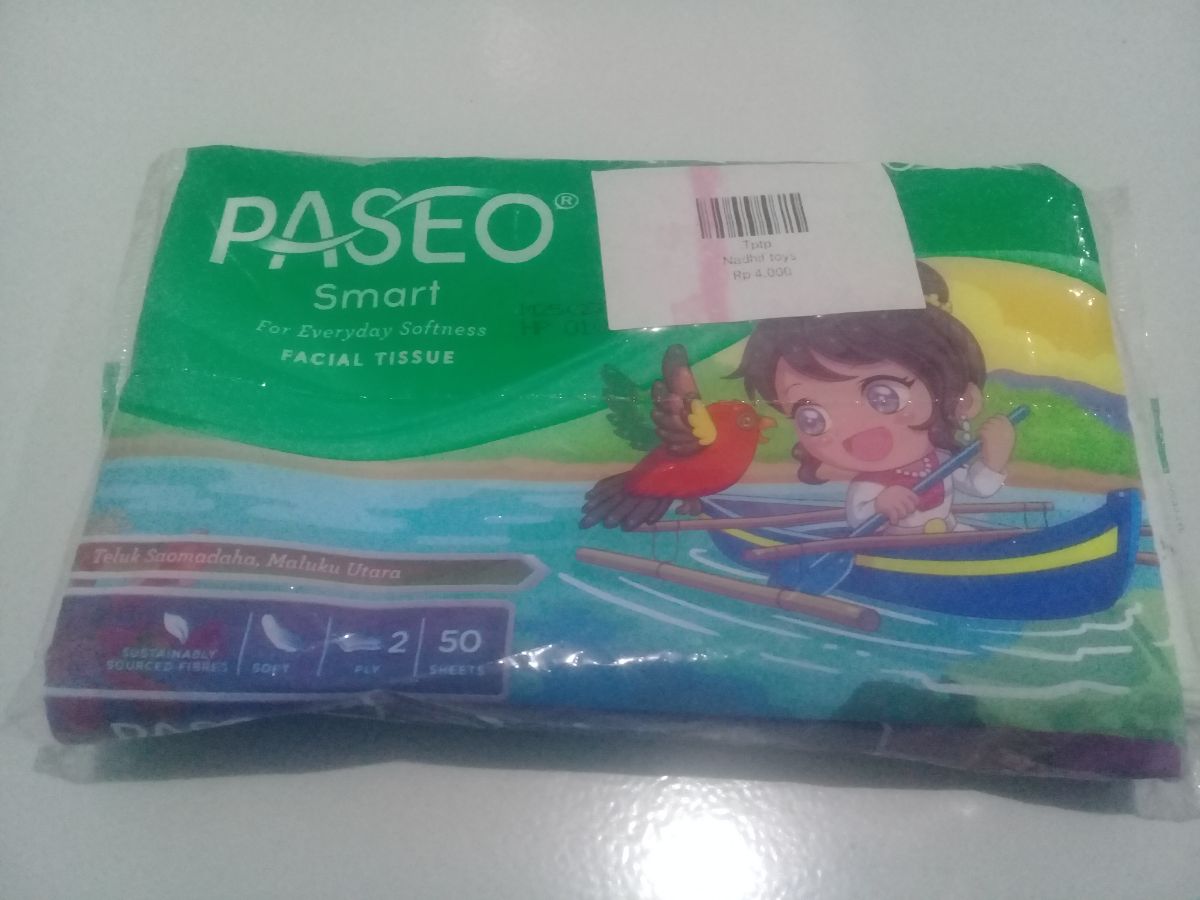 PASEO®
Smart
For Everyday Softness
FACIAL TISSUE
Tptp
Nadhif toys
Rp 4.000
Teluk Saomadaha, Maluku Utara
SUSTAINABLY
SOURCED FIBRES
SOFT
2
PLY
50
SHEETS